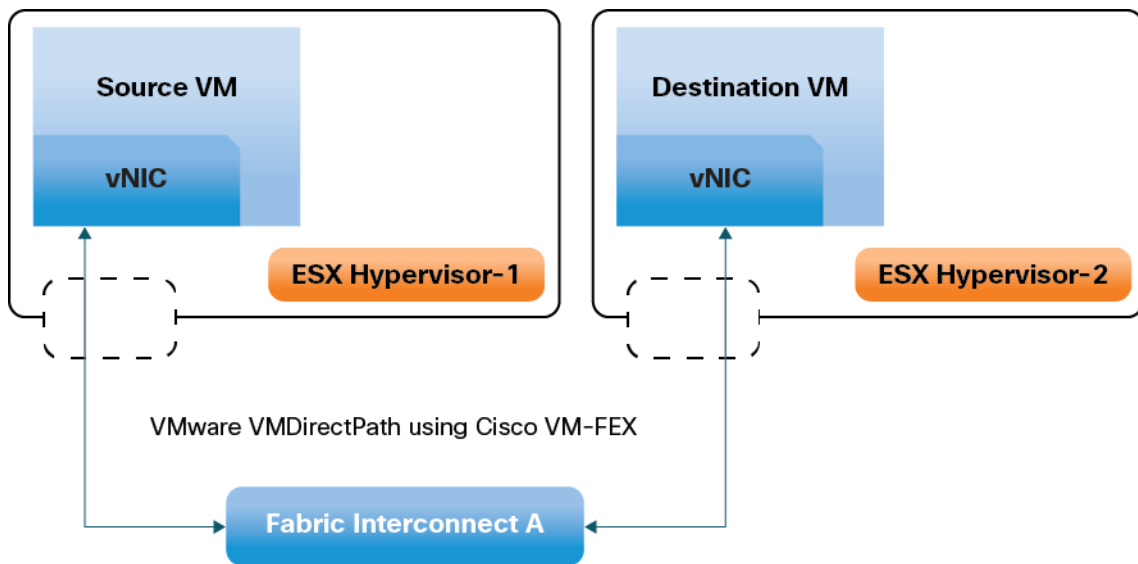 Source VM
vNIC
ESX Hypervisor-1
Destination VM
vNIC
ESX Hypervisor-2
VMware VMDirectPath using Cisco VM-FEX
Fabric Interconnect A